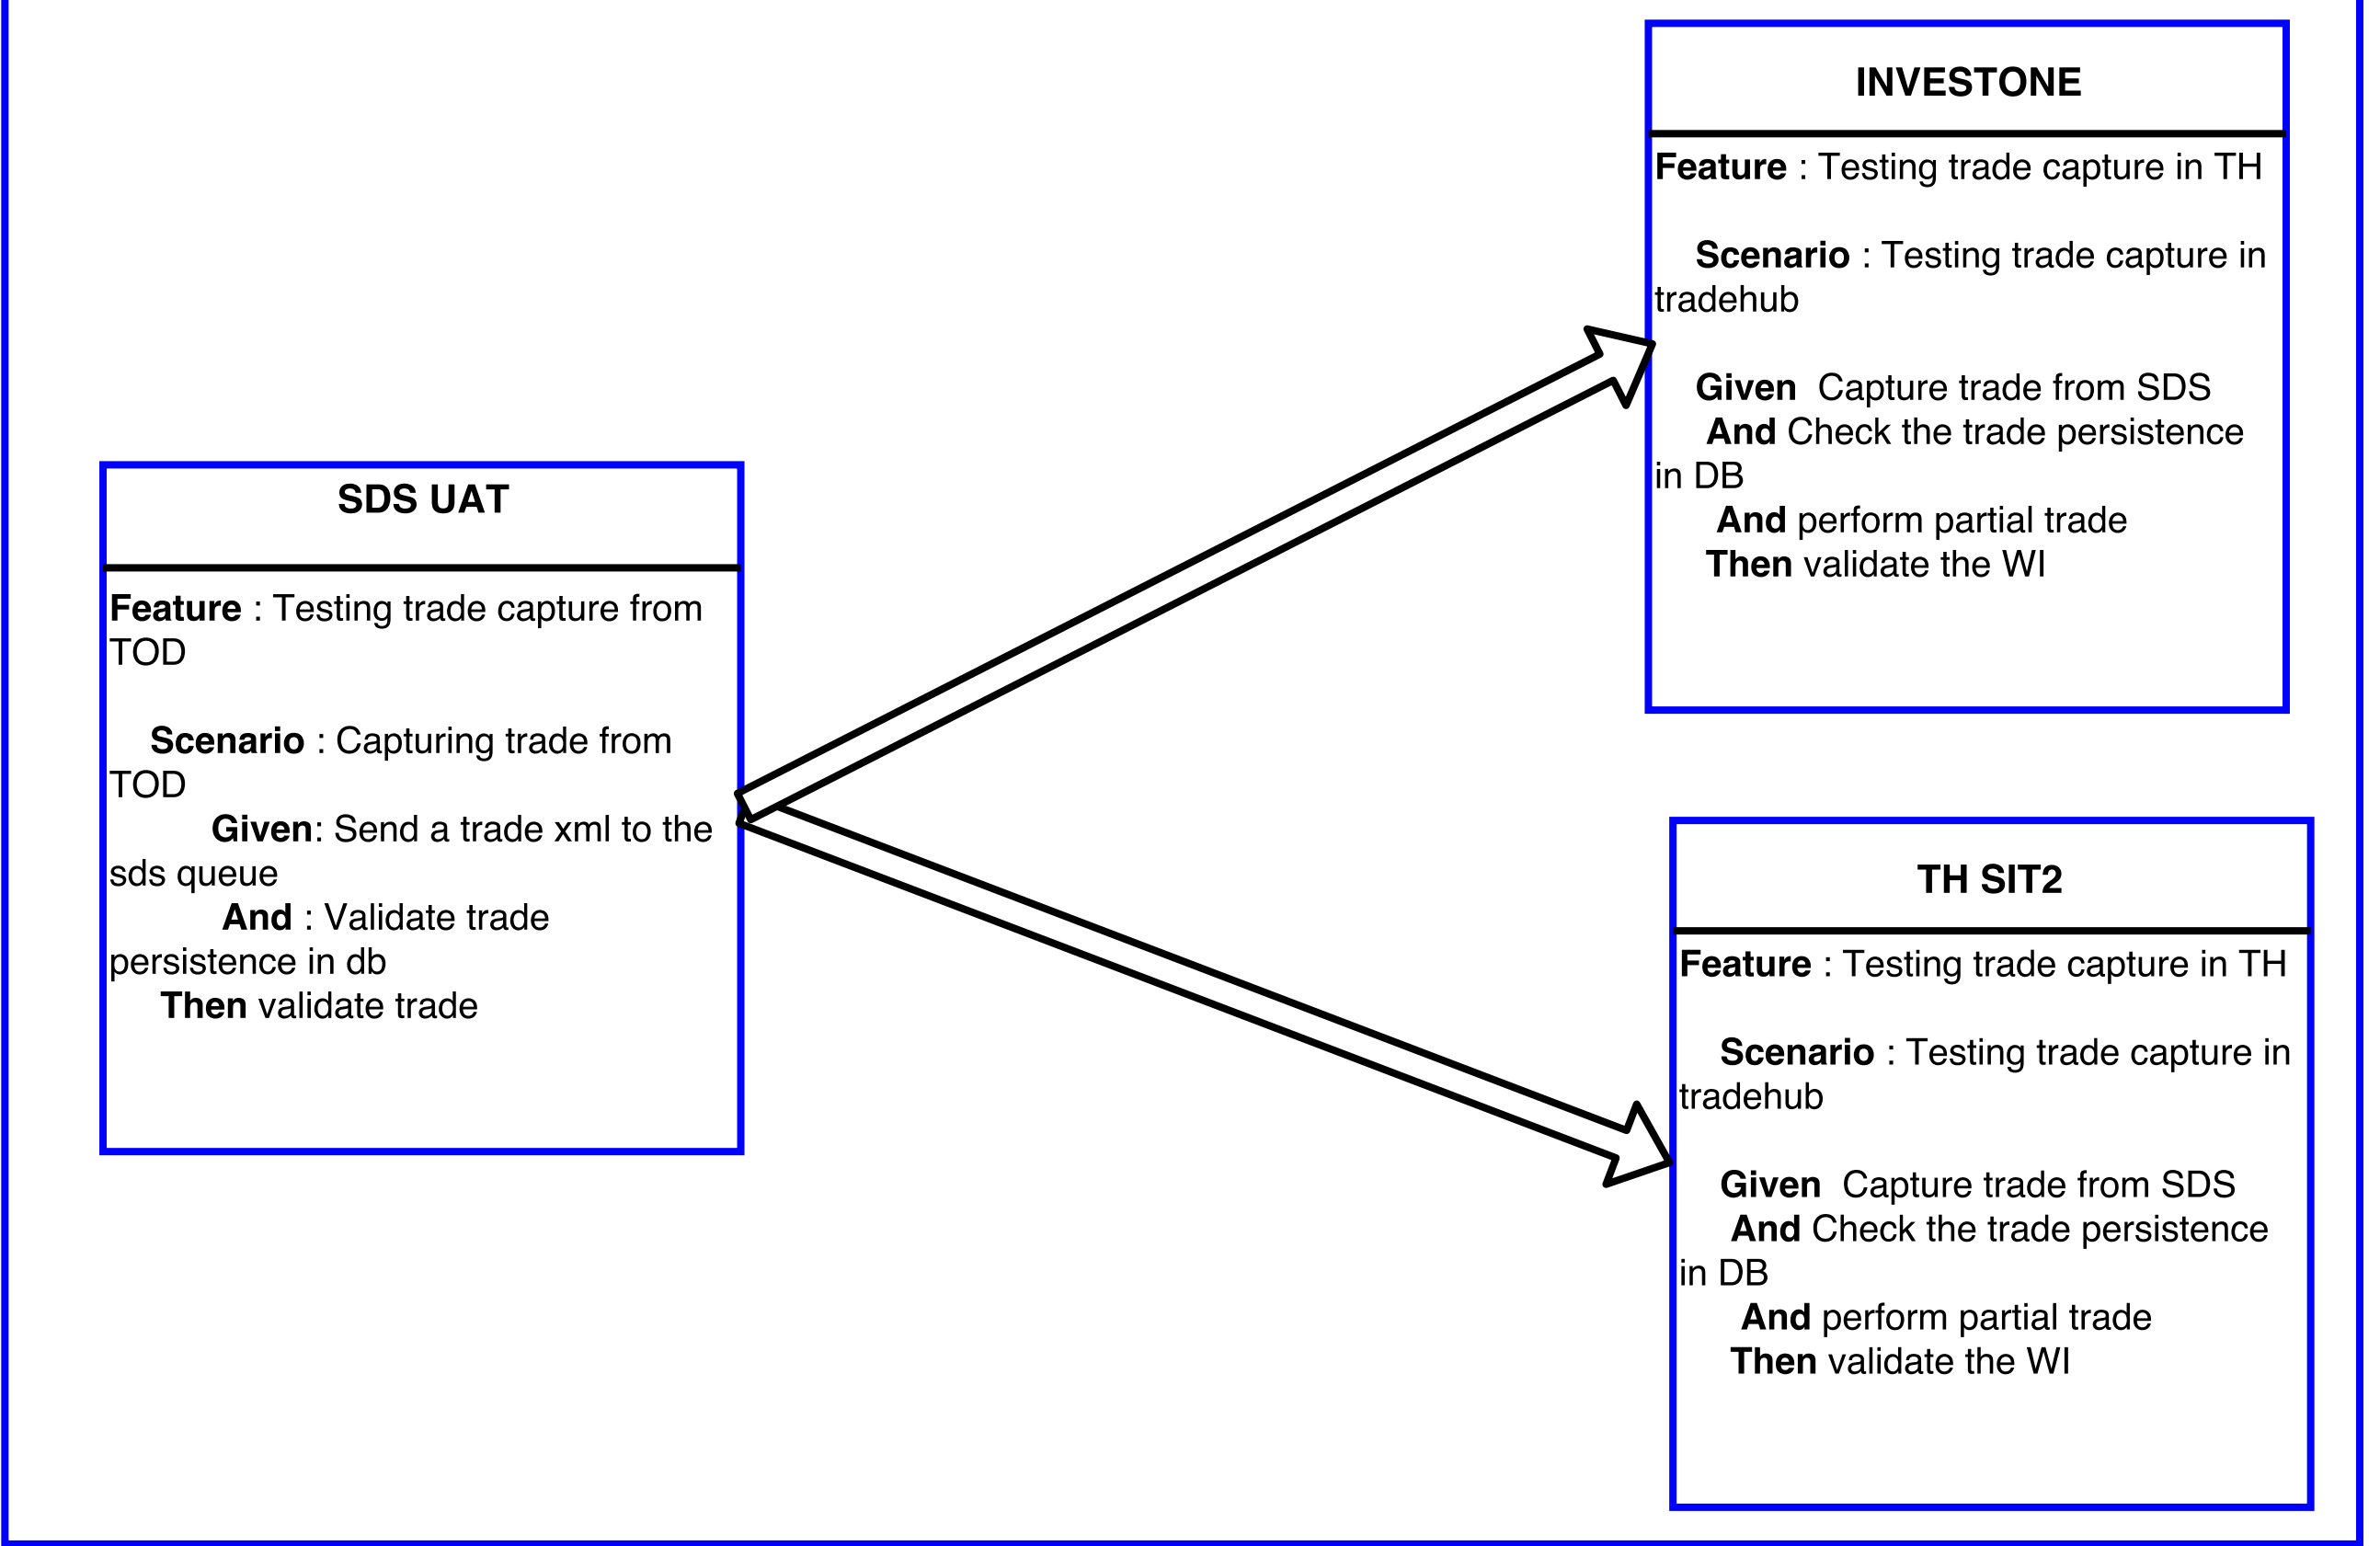 SDS UAT
Feature : Testing trade capture from
TOD
Scenario : Capturing trade from
TOD
Given: Send a trade xml to the
sds queue
And : Validate trade
persistence in db
Then validate trade
INVESTONE
Feature : Testing trade capture in TH
Scenario : Testing trade capture in
tradehub
Given  Capture trade from SDS
And Check the trade persistence
in DB
And perform partial trade
Then validate the WI
TH SIT2
Feature : Testing trade capture in TH
Scenario : Testing trade capture in
tradehub
Given  Capture trade from SDS
And Check the trade persistence
in DB
And perform partial trade
Then validate the WI